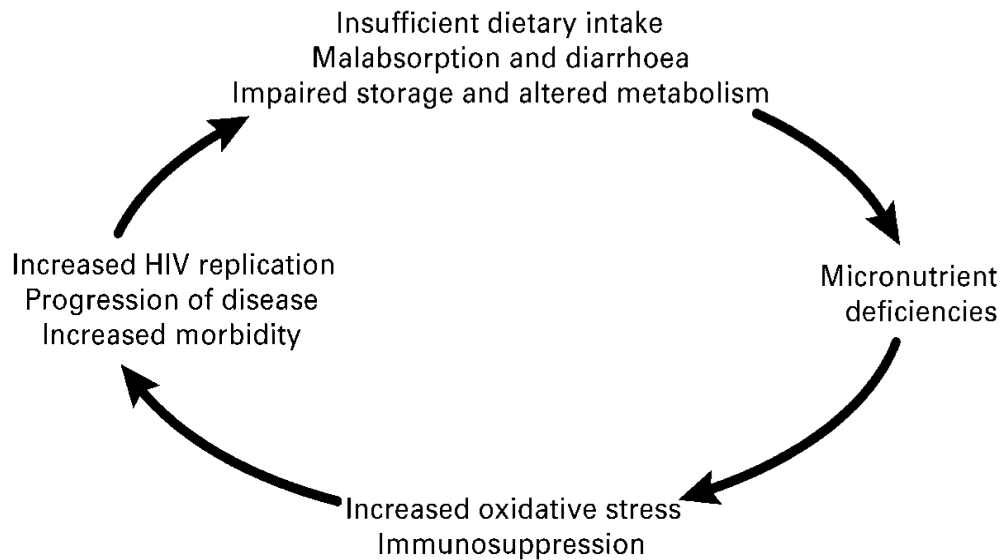 Insufficient dietary intake
Malabsorption and diarrhoea
Impaired storage and altered metabolism
Micronutrient
deficiencies
Increased oxidative stress
Immunosuppression
Increased HIV replication
Progression of disease
Increased morbidity